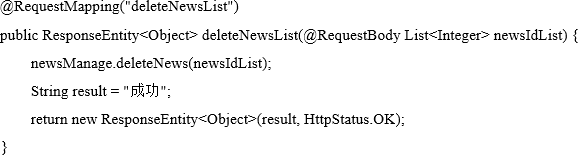 @RequestMapping("deleteNewsList")
public ResponseEntity<Object> deleteNewsList(@RequestBody List<Integer> newsIdList) {
newsManage.deleteNews(newsIdList);
String result = "成功";
return new ResponseEntity<Object>(result, HttpStatus.OK);
}